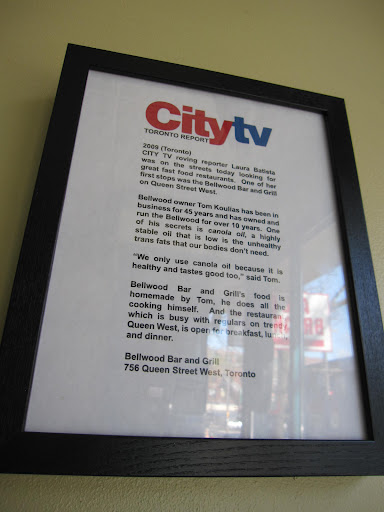 Citytv
TORONTO REPORT
2009 (Toronto)
CITY TV roving reporter Laura Batista
was on the streets today looking for
great fast food restaurants. One of her
first stops was the Bellwood Bar and Grill
on Queen Street West.
Bellwood owner Tom Koulias has been in
business for 45 years and has owned and
run the Bellwood for over 10 years. One
of his secrets is canola oil, a highly
stable oil that is low is the unhealthy
trans fats that our bodies don't need.
"We only use canola oil because it is
healthy and tastes good too," said Tom.
Bellwood Bar and Grill's food is
homemade by Tom, he does all the
cooking himself. And the restaurant
which is busy with regulars on trendy
Queen West, is open for breakfast, lunch
and dinner.
Bellwood Bar and Grill
756 Queen Street West, Toronto